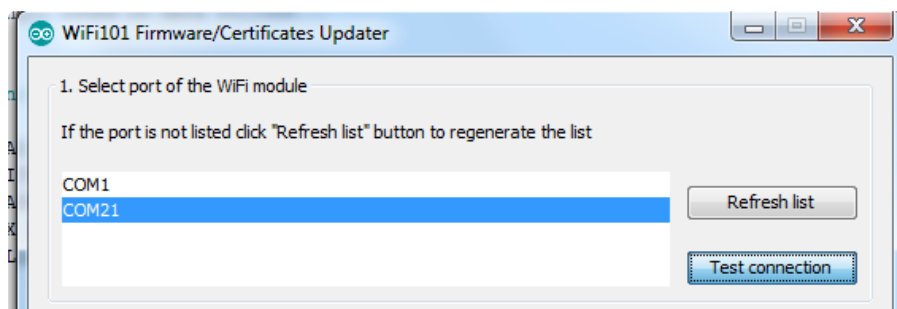 WiFi101 Firmware/Certificates Updater
1. Select port of the WiFi module
If the port is not listed click "Refresh list" button to regenerate the list
COM1
COM21
Refresh list
Test connection